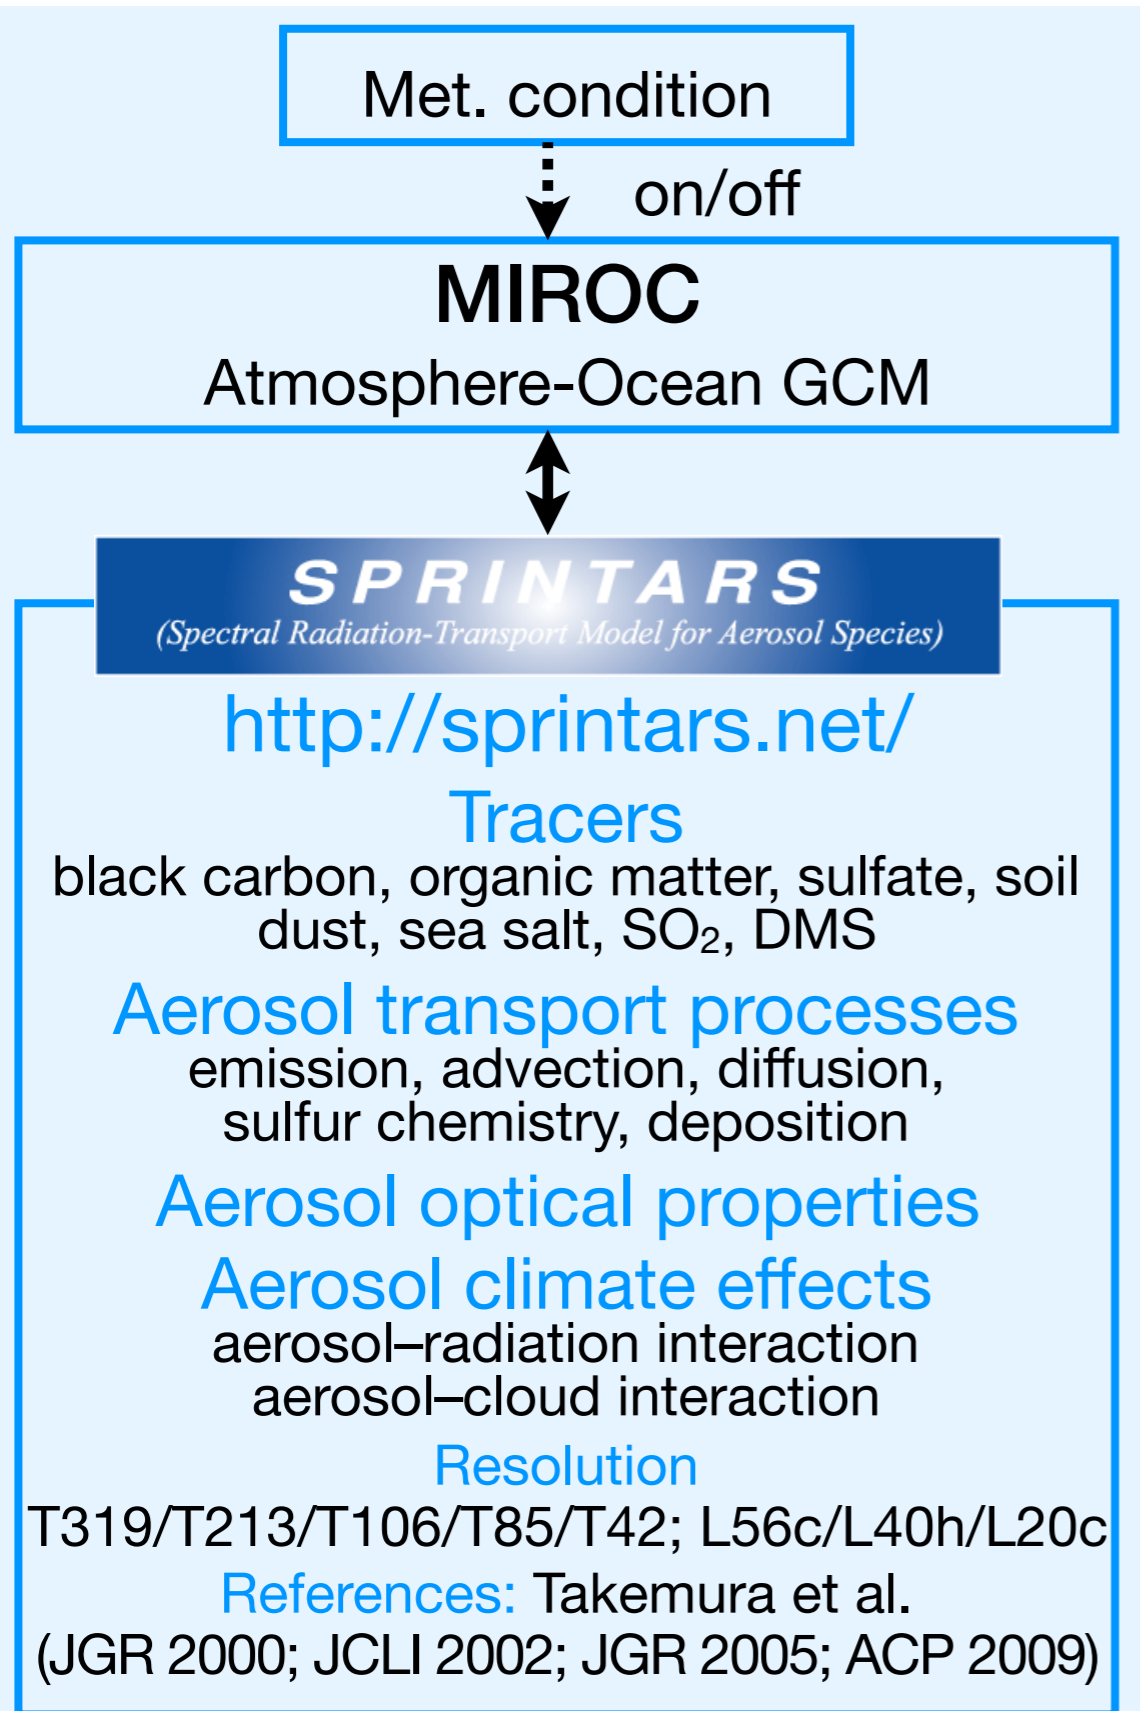 Met. condition
on/off
MIROC
Atmosphere-Ocean GCM
SPRINTARS
(Spectral Radiation-Transport Model for Aerosol Species)
http://sprintars.net/
Tracers
black carbon, organic matter, sulfate, soil
dust, sea salt, SO₂, DMS
Aerosol transport processes
emission, advection, diffusion,
sulfur chemistry, deposition
Aerosol optical properties
Aerosol climate effects
aerosol–radiation interaction
aerosol–cloud interaction
Resolution
T319/T213/T106/T85/T42; L56c/L40h/L20c
References: Takemura et al.
(JGR 2000; JCLI 2002; JGR 2005; ACP 2009)